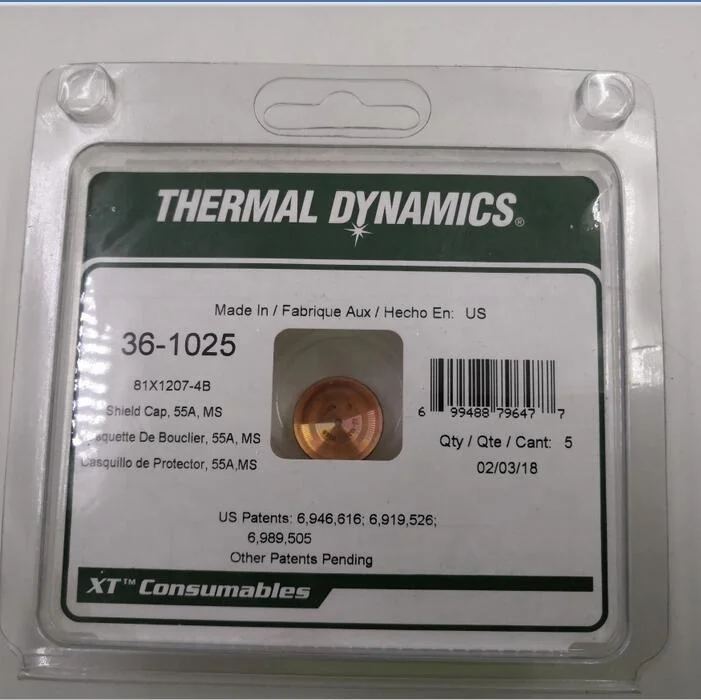 THERMAL DYNAMICS®
Made In / Fabrique Aux / Hecho En: US
36-1025
81X1207-4B
Shield Cap, 55A, MS
De Bouclier, 55A, MS
Casquillo de Protector, 55A,MS
6 99488 79647 7
Qty / Qte / Cant: 5
02/03/18
US Patents: 6,946,616; 6,919,526;
6,989,505
Other Patents Pending
XT™ Consumables